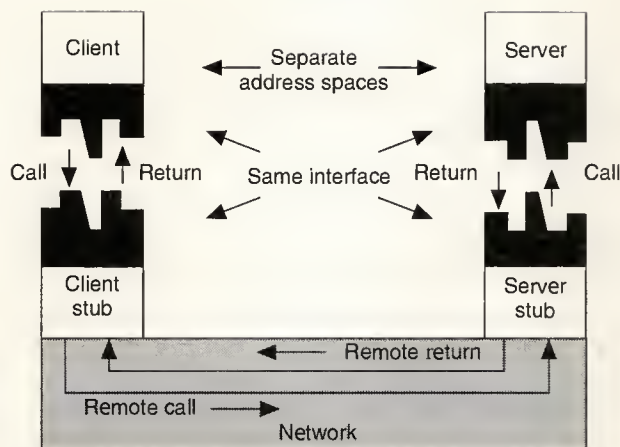 Client
Separate
address spaces
Server
Call
Return
Same interface
Return
Call
Client
stub
Server
stub
Remote return
Remote call
Network